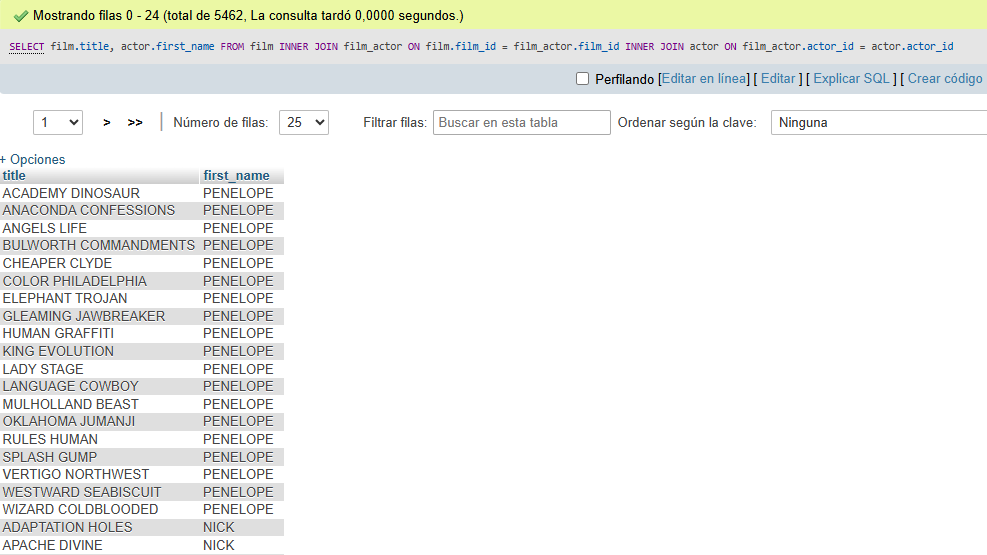 Mostrando filas 0 - 24 (total de 5462, La consulta tardó 0,0000 segundos.)
SELECT film.title, actor.first_name FROM film INNER JOIN film_actor ON film.film_id = film_actor.film_id INNER JOIN actor ON film_actor.actor_id = actor.actor_id
Perfilando [Editar en línea] [ Editar ] [ Explicar SQL ] [ Crear código
1 > >> | Número de filas: 25 Filtrar filas: Buscar en esta tabla Ordenar según la clave: Ninguna
+ Opciones
title first_name
ACADEMY DINOSAUR PENELOPE
ANACONDA CONFESSIONS PENELOPE
ANGELS LIFE PENELOPE
BULWORTH COMMANDMENTS PENELOPE
CHEAPER CLYDE PENELOPE
COLOR PHILADELPHIA PENELOPE
ELEPHANT TROJAN PENELOPE
GLEAMING JAWBREAKER PENELOPE
HUMAN GRAFFITI PENELOPE
KING EVOLUTION PENELOPE
LADY STAGE PENELOPE
LANGUAGE COWBOY PENELOPE
MULHOLLAND BEAST PENELOPE
OKLAHOMA JUMANJI PENELOPE
RULES HUMAN PENELOPE
SPLASH GUMP PENELOPE
VERTIGO NORTHWEST PENELOPE
WESTWARD SEABISCUIT PENELOPE
WIZARD COLDBLOODED PENELOPE
ADAPTATION HOLES NICK
APACHE DIVINE NICK